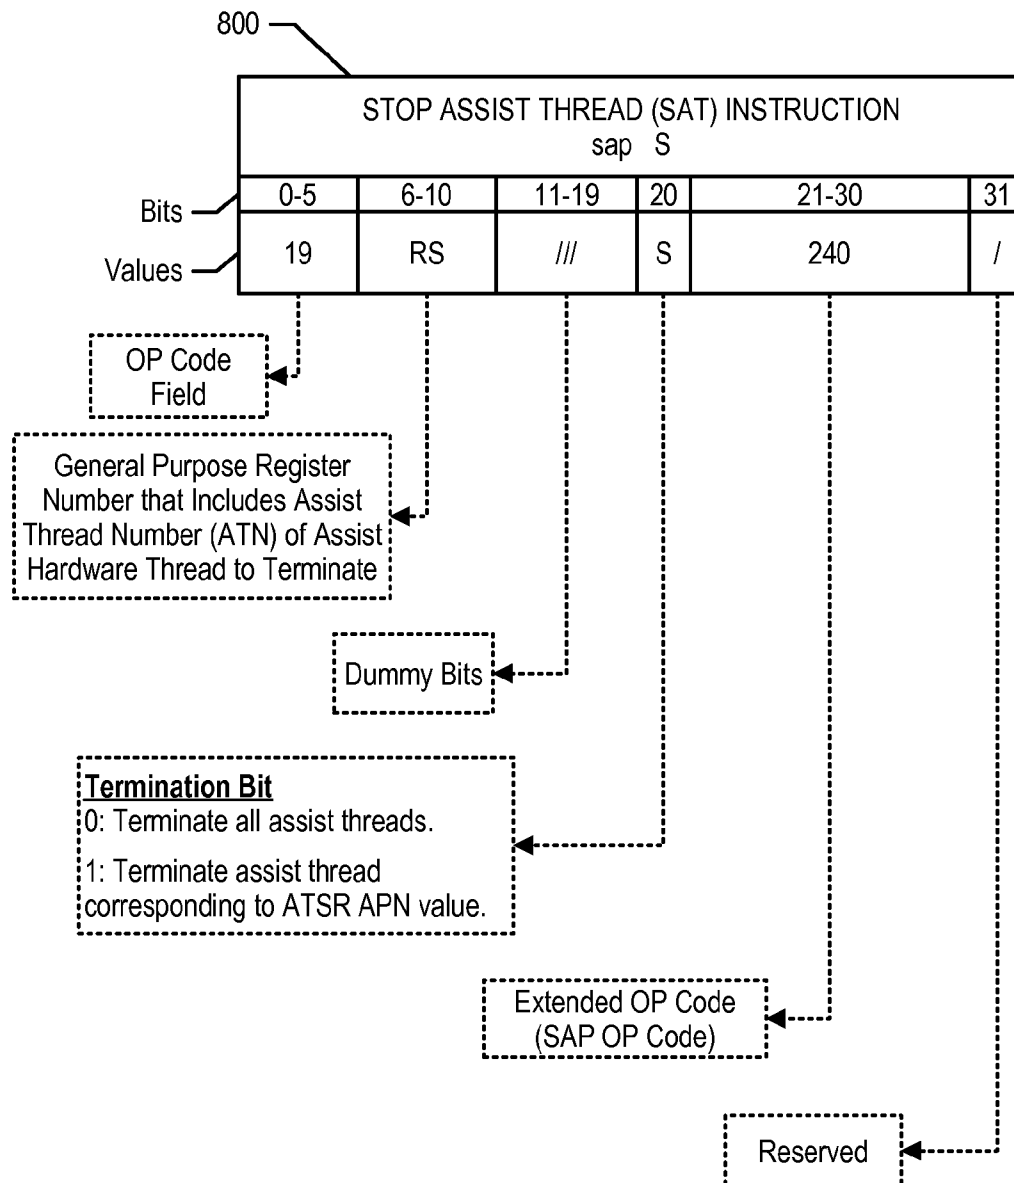 800
STOP ASSIST THREAD (SAT) INSTRUCTION
sap S
Bits
0-5 6-10 11-19 20 21-30 31
Values
19 RS /// S 240 /
OP Code
Field
General Purpose Register
Number that Includes Assist
Thread Number (ATN) of Assist
Hardware Thread to Terminate
Dummy Bits
Termination Bit
0: Terminate all assist threads.
1: Terminate assist thread
corresponding to ATSR APN value.
Extended OP Code
(SAP OP Code)
Reserved